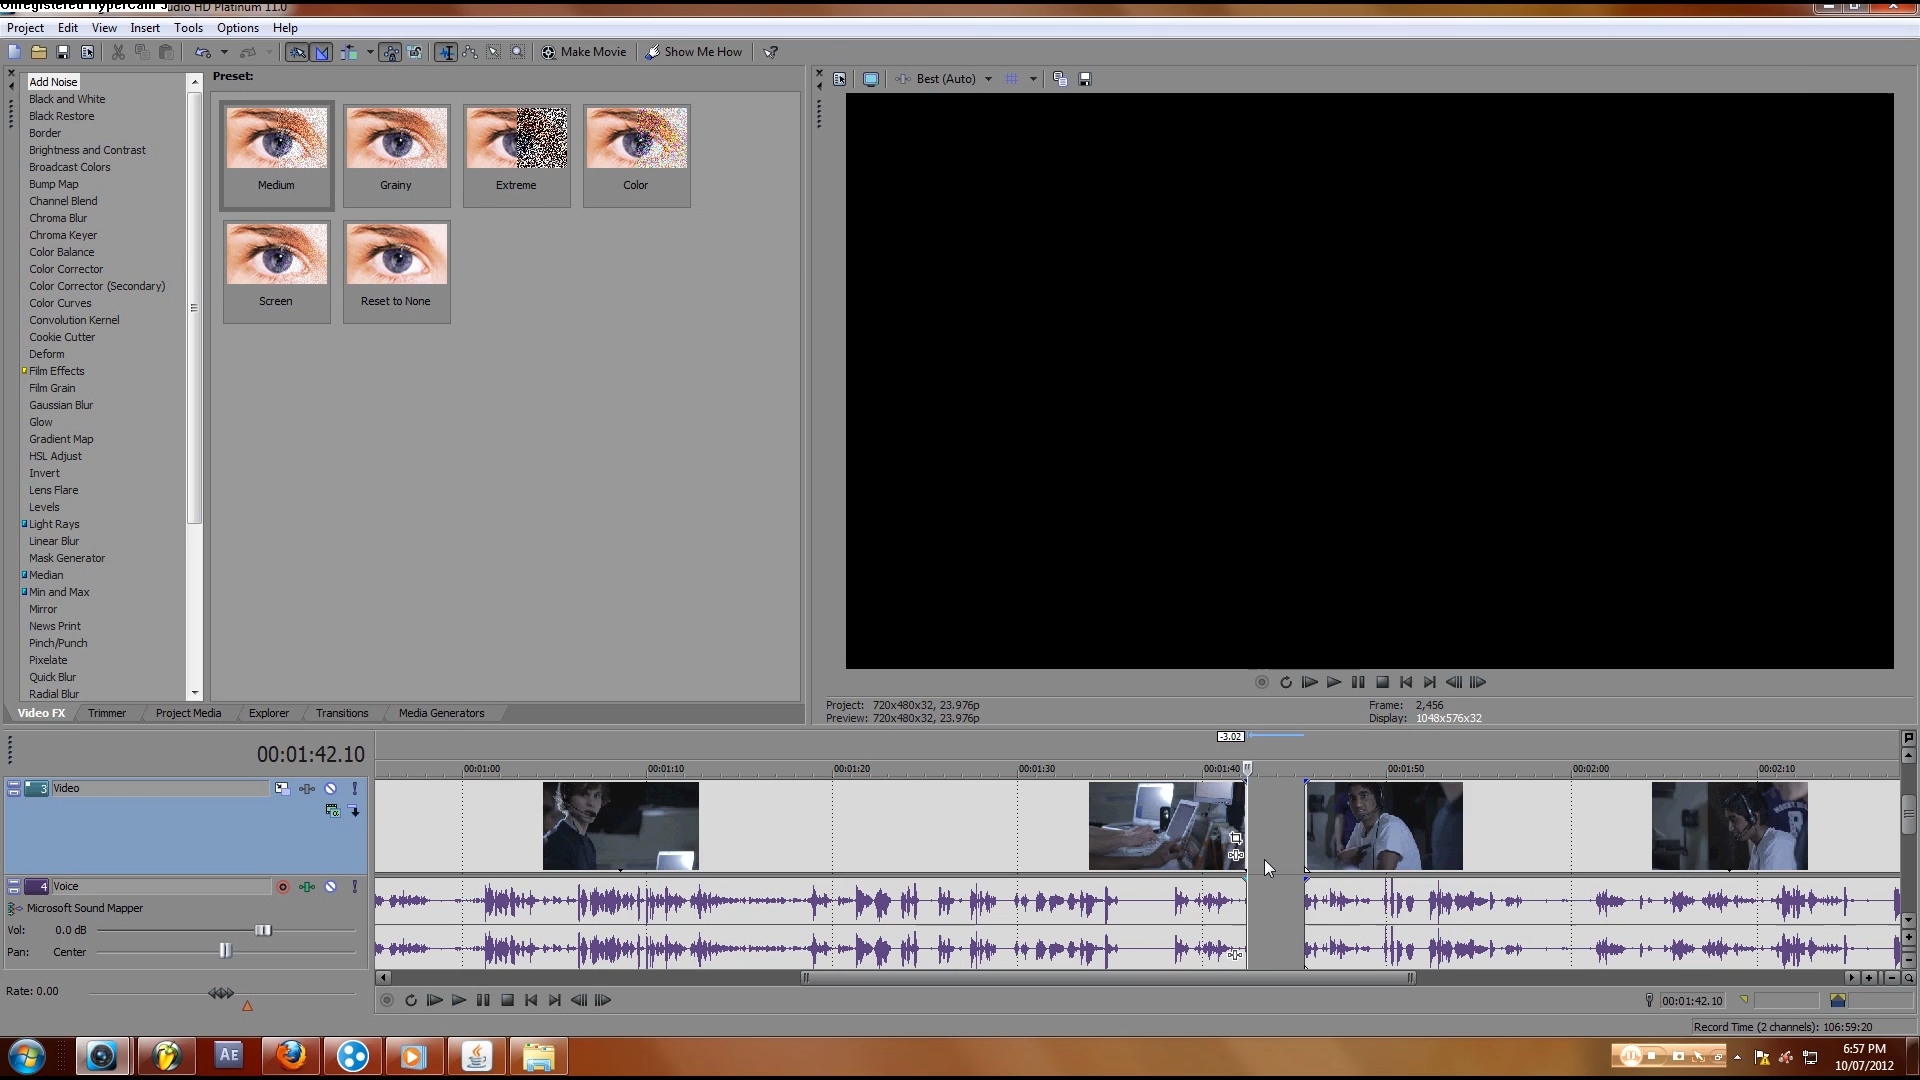 Unregistered HyperCam 3
udio HD Platinum 11.0
Project Edit View Insert Tools Options Help
Make Movie Show Me How
Add Noise
Black and White
Black Restore
Border
Brightness and Contrast
Broadcast Colors
Bump Map
Channel Blend
Chroma Blur
Chroma Keyer
Color Balance
Color Corrector
Color Corrector (Secondary)
Color Curves
Convolution Kernel
Cookie Cutter
Deform
Film Effects
Film Grain
Gaussian Blur
Glow
Gradient Map
HSL Adjust
Invert
Lens Flare
Levels
Light Rays
Linear Blur
Mask Generator
Median
Min and Max
Mirror
News Print
Pinch/Punch
Pixelate
Quick Blur
Radial Blur
Preset:
Medium Grainy Extreme Color
Screen Reset to None
Video FX Trimmer Project Media Explorer Transitions Media Generators
Best (Auto)
Project: 720x480x32, 23.976p Frame: 2,456
Preview: 720x480x32, 23.976p Display: 1048x576x32
-3.02
00:01:42.10
00:01:00 00:01:10 00:01:20 00:01:30 00:01:40 00:01:50 00:02:00 00:02:10
3 Video
4 Voice
Microsoft Sound Mapper
Vol: 0.0 dB
Pan: Center
Rate: 0.00
00:01:42.10
Record Time (2 channels): 106:59:20
AE
6:57 PM
10/07/2012